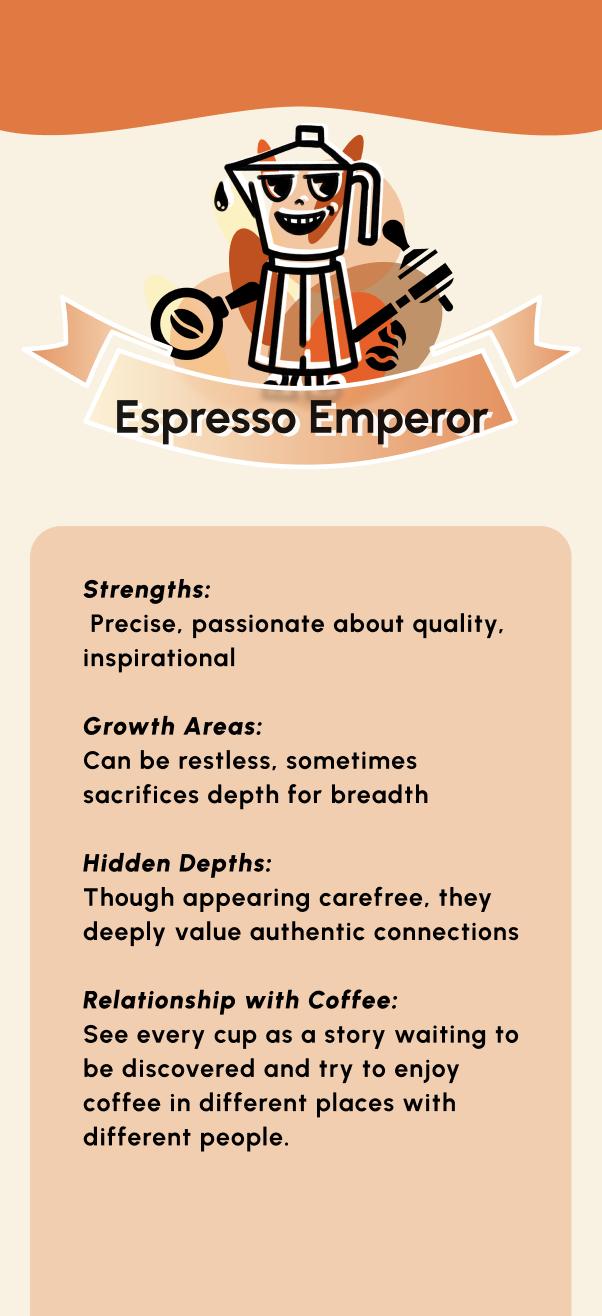 Espresso Emperor
Strengths:
Precise, passionate about quality,
inspirational
Growth Areas:
Can be restless, sometimes
sacrifices depth for breadth
Hidden Depths:
Though appearing carefree, they
deeply value authentic connections
Relationship with Coffee:
See every cup as a story waiting to
be discovered and try to enjoy
coffee in different places with
different people.